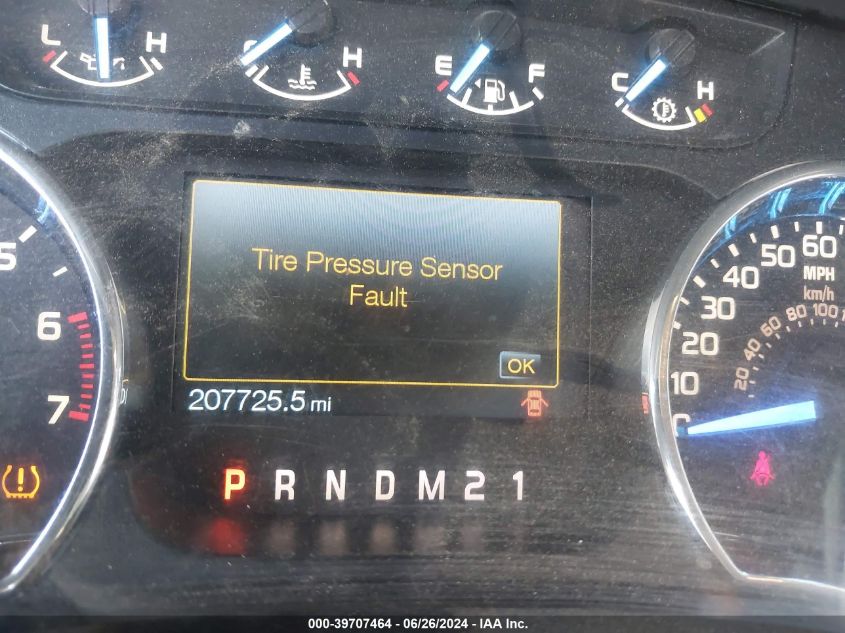 L H
C H
E F
C H
Tire Pressure Sensor
Fault
OK
207725.5 mi
P R N D M 2 1
5
6
7
60
50
40
30
20
10
MPH
km/h
100
80
60
40
20
000-39707464 - 06/26/2024 - IAA Inc.